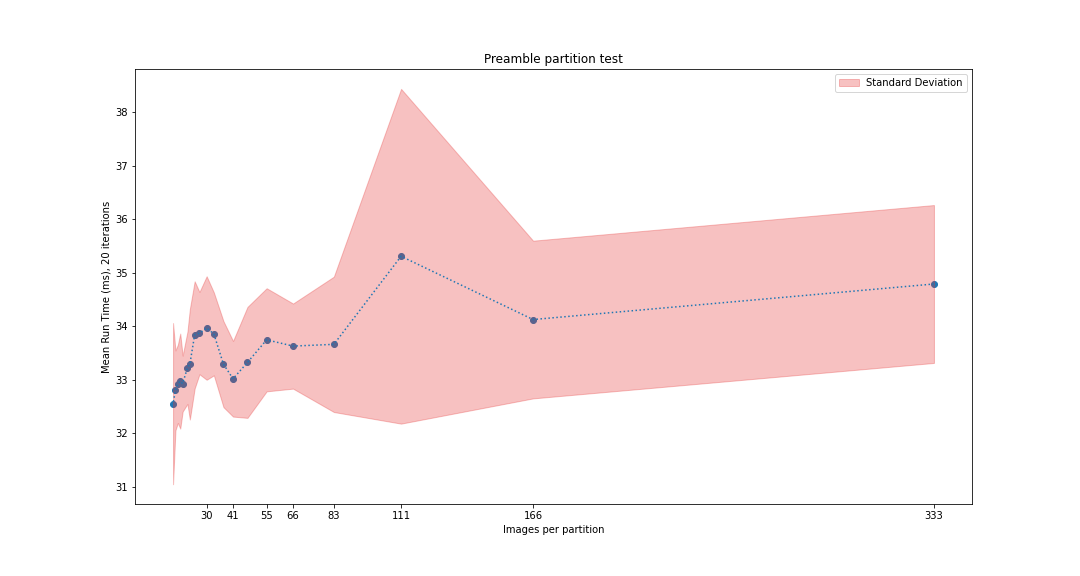 Preamble partition test
Standard Deviation
Mean Run Time (ms), 20 iterations
38
37
36
35
34
33
32
31
30 41 55 66 83 111 166 333
Images per partition